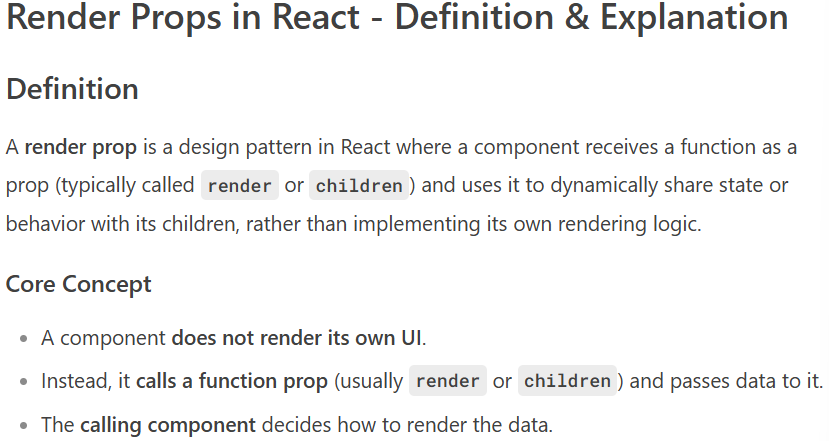 Render Props in React - Definition & Explanation
Definition
A render prop is a design pattern in React where a component receives a function as a
prop (typically called render or children) and uses it to dynamically share state or
behavior with its children, rather than implementing its own rendering logic.
Core Concept
• A component does not render its own UI.
• Instead, it calls a function prop (usually render or children) and passes data to it.
• The calling component decides how to render the data.